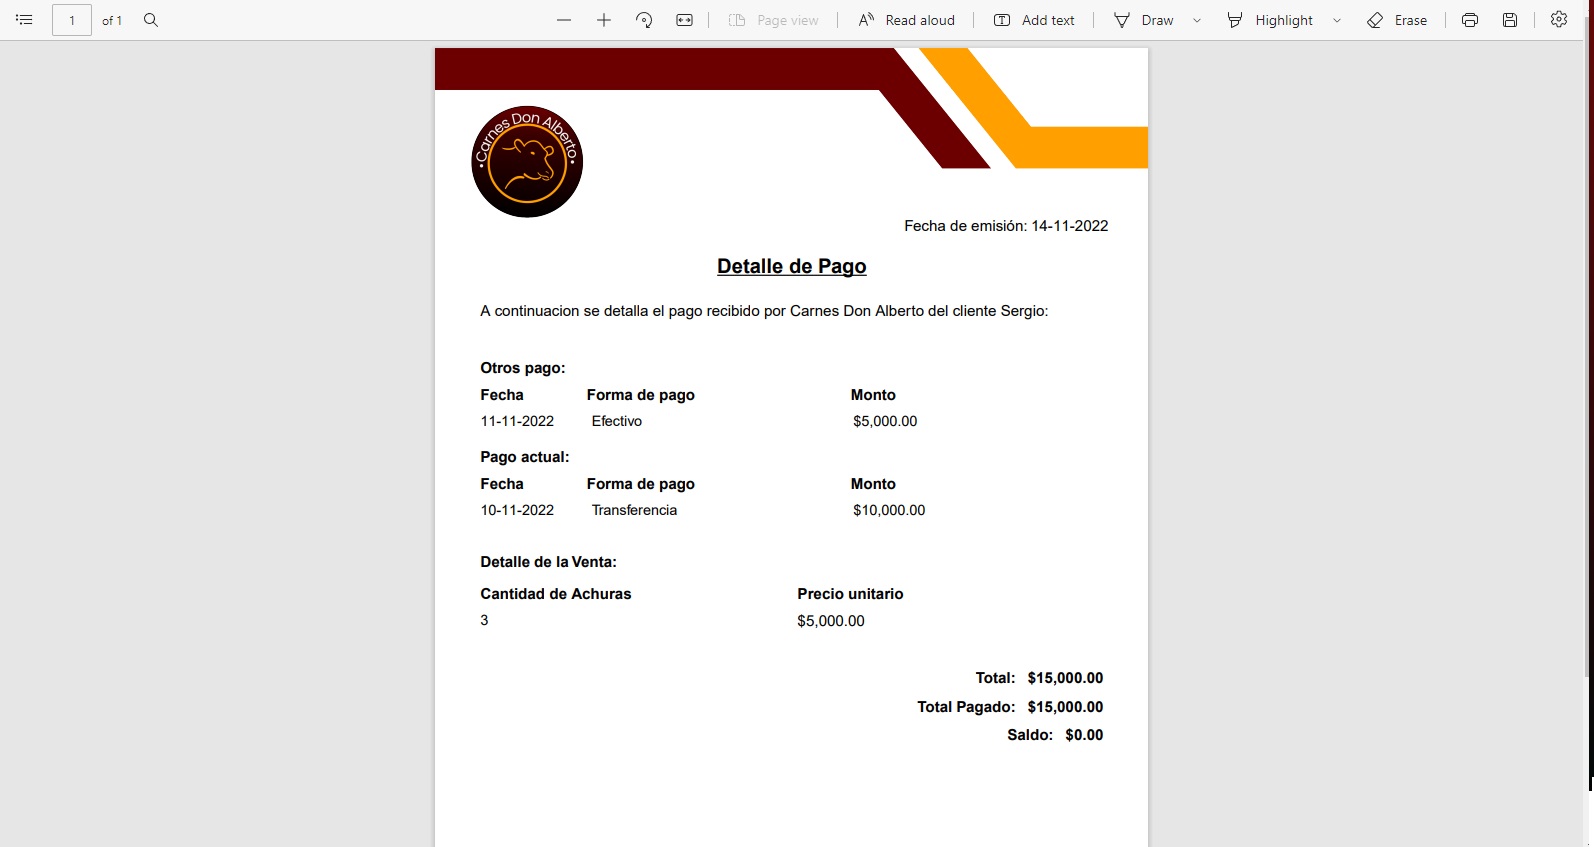 1 of 1 Page view Read aloud Add text Draw Highlight Erase
·Carnes Don Alberto·
Fecha de emisión: 14-11-2022
Detalle de Pago
A continuacion se detalla el pago recibido por Carnes Don Alberto del cliente Sergio:
Otros pago:
Fecha Forma de pago Monto
11-11-2022 Efectivo $5,000.00
Pago actual:
Fecha Forma de pago Monto
10-11-2022 Transferencia $10,000.00
Detalle de la Venta:
Cantidad de Achuras Precio unitario
3 $5,000.00
Total: $15,000.00
Total Pagado: $15,000.00
Saldo: $0.00